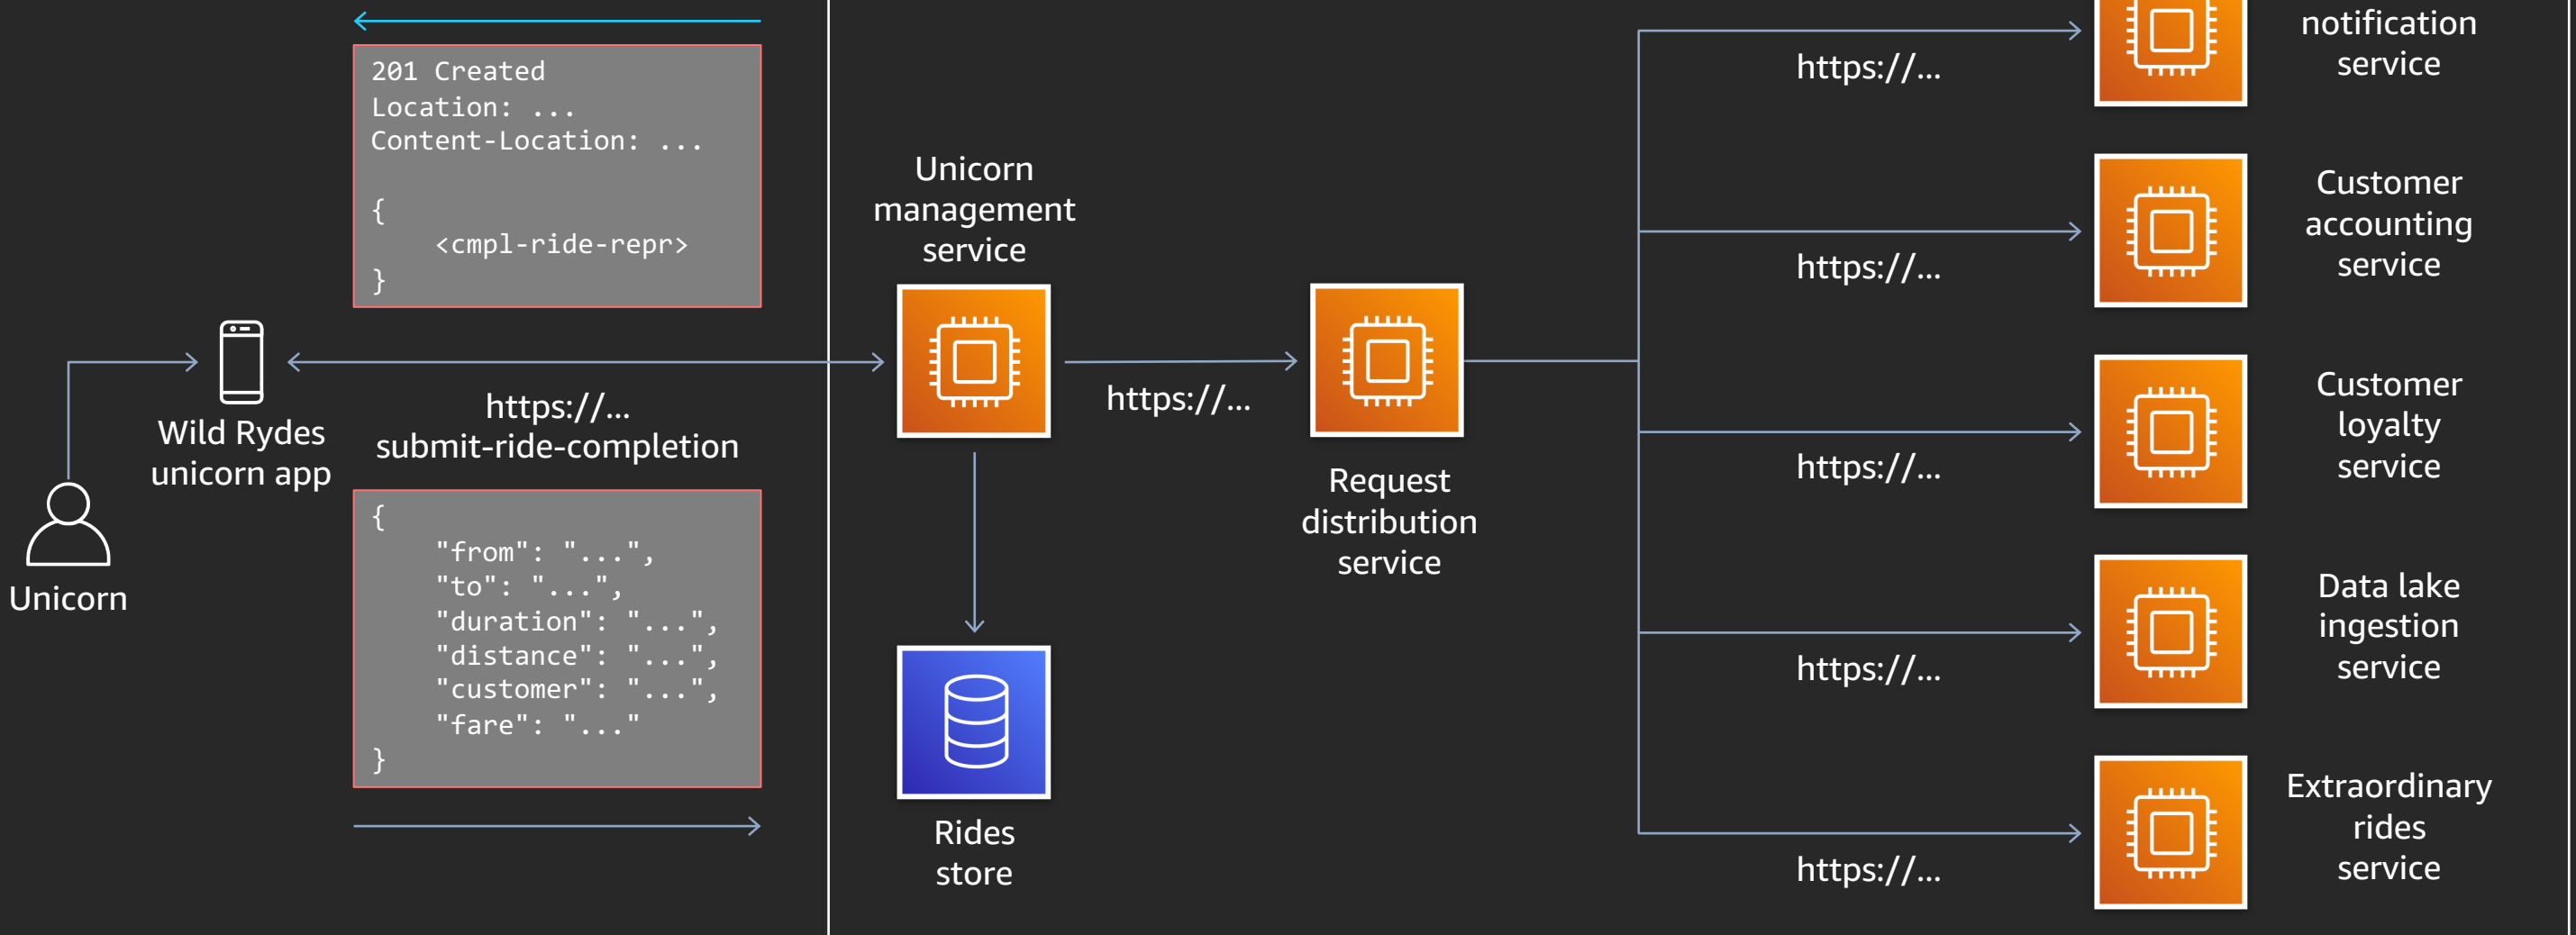 201 Created
Location: ...
Content-Location: ...
{
<cmpl-ride-repr>
}
Wild Rydes
unicorn app
Unicorn
https://...
submit-ride-completion
{
"from": "...",
"to": "...",
"duration": "...",
"distance": "...",
"customer": "...",
"fare": "..."
}
Unicorn
management
service
https://...
Rides
store
Request
distribution
service
https://...
notification
service
https://...
Customer
accounting
service
https://...
Customer
loyalty
service
https://...
Data lake
ingestion
service
https://...
Extraordinary
rides
service